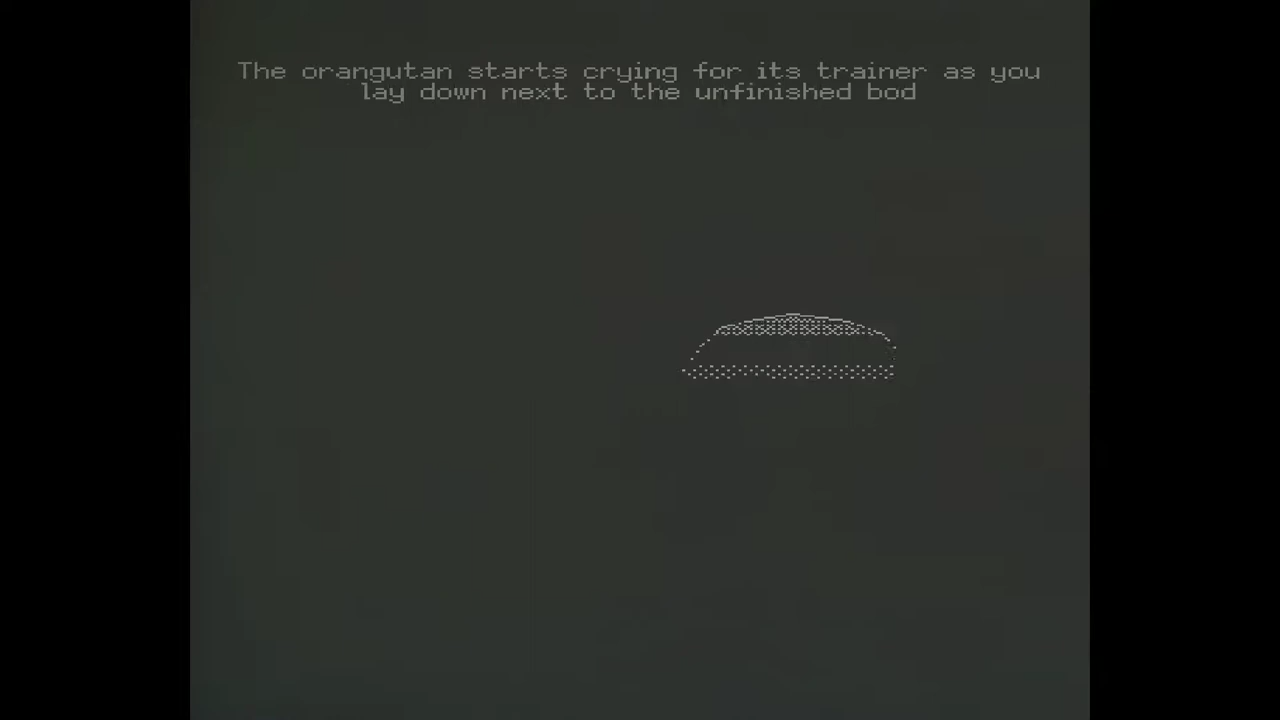 The orangutan starts crying for its trainer as you
lay down next to the unfinished bod